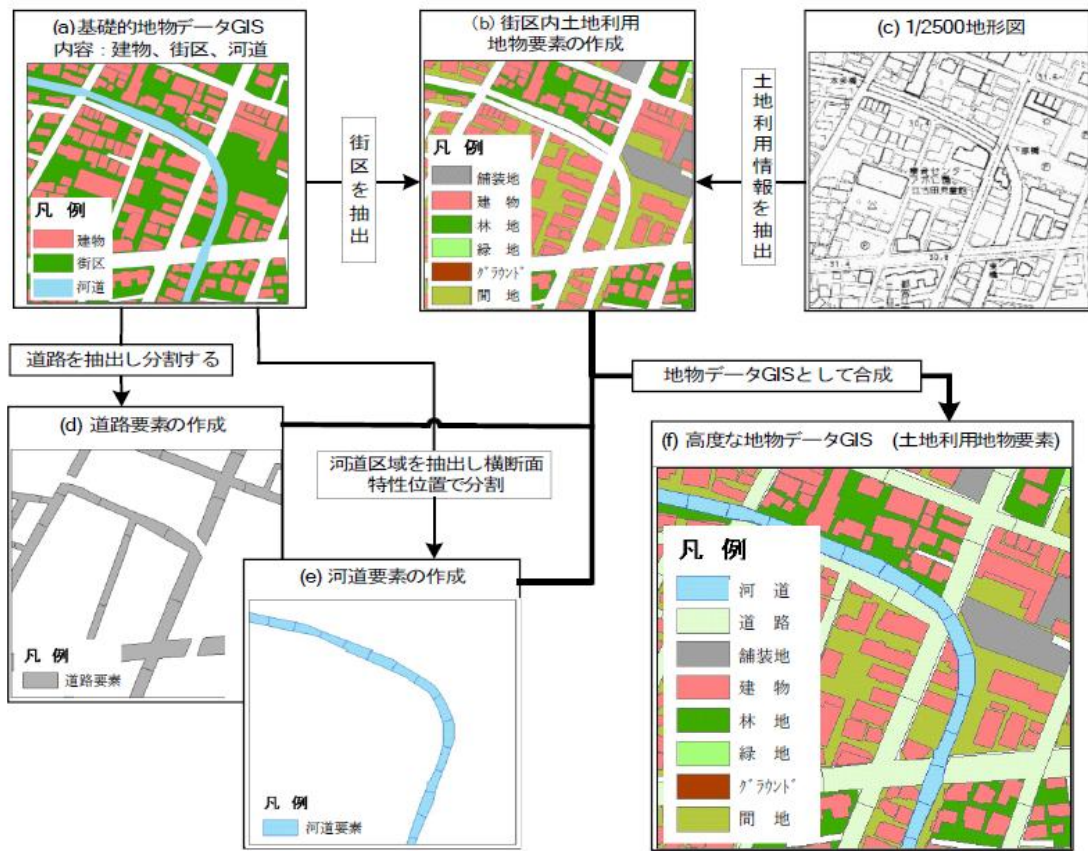 (a)基礎的地物データGIS
内容：建物、街区、河道
凡 例
建物
街区
河道
街区を抽出
(b) 街区内土地利用
地物要素の作成
凡 例
舗装地
建 物
林 地
緑 地
グラウンド
間 地
土地利用情報を抽出
(c) 1/2500地形図
31.6
30.4
31.4
30.8
道路を抽出し分割する
(d) 道路要素の作成
凡 例
道路要素
河道区域を抽出し横断面
特性位置で分割
(e) 河道要素の作成
凡 例
河道要素
地物データGISとして合成
(f) 高度な地物データGIS (土地利用地物要素)
凡 例
河 道
道 路
舗装地
建 物
林 地
緑 地
グラウンド
間 地